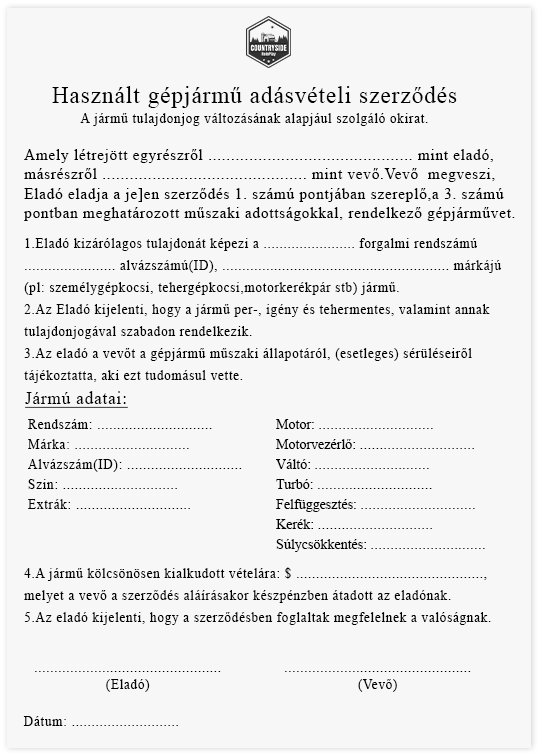 COUNTRYSIDE
RolePlay
Használt gépjármű adásvételi szerződés
A jármű tulajdonjog változásának alapjául szolgáló okirat.
Amely létrejött egyrészről .............................................. mint eladó,
másrészről .............................................. mint vevő.Vevő megveszi,
Eladó eladja a je]en szerződés 1. számú pontjában szereplő,a 3. számú
pontban meghatározott műszaki adottságokkal, rendelkező gépjárművet.
1.Eladó kizárólagos tulajdonát képezi a ....................... forgalmi rendszámú
....................... alvázszámú(ID), ......................................................... márkájú
(pl: személygépkocsi, tehergépkocsi,motorkerékpár stb) jármű.
2.Az Eladó kijelenti, hogy a jármű per-, igény és tehermentes, valamint annak
tulajdonjogával szabadon rendelkezik.
3.Az eladó a vevőt a gépjármű műszaki állapotáról, (esetleges) sérüléseiről
tájékoztatta, aki ezt tudomásul vette.
Jármú adatai:
Rendszám: .............................
Márka: .............................
Alvázszám(ID): .............................
Szin: .............................
Extrák: .............................
Motor: .............................
Motorvezérlő: .............................
Váltó: .............................
Turbó: .............................
Felfüggesztés: .............................
Kerék: .............................
Súlycsökkentés: .............................
4.A jármű kölcsönösen kialkudott vételára: $ ...............................................,
melyet a vevő a szerződés aláírásakor készpénzben átadott az eladónak.
5.Az eladó kijelenti, hogy a szerződésben foglaltak megfelelnek a valóságnak.
............................................... ...............................................
(Eladó) (Vevő)
Dátum: ...........................